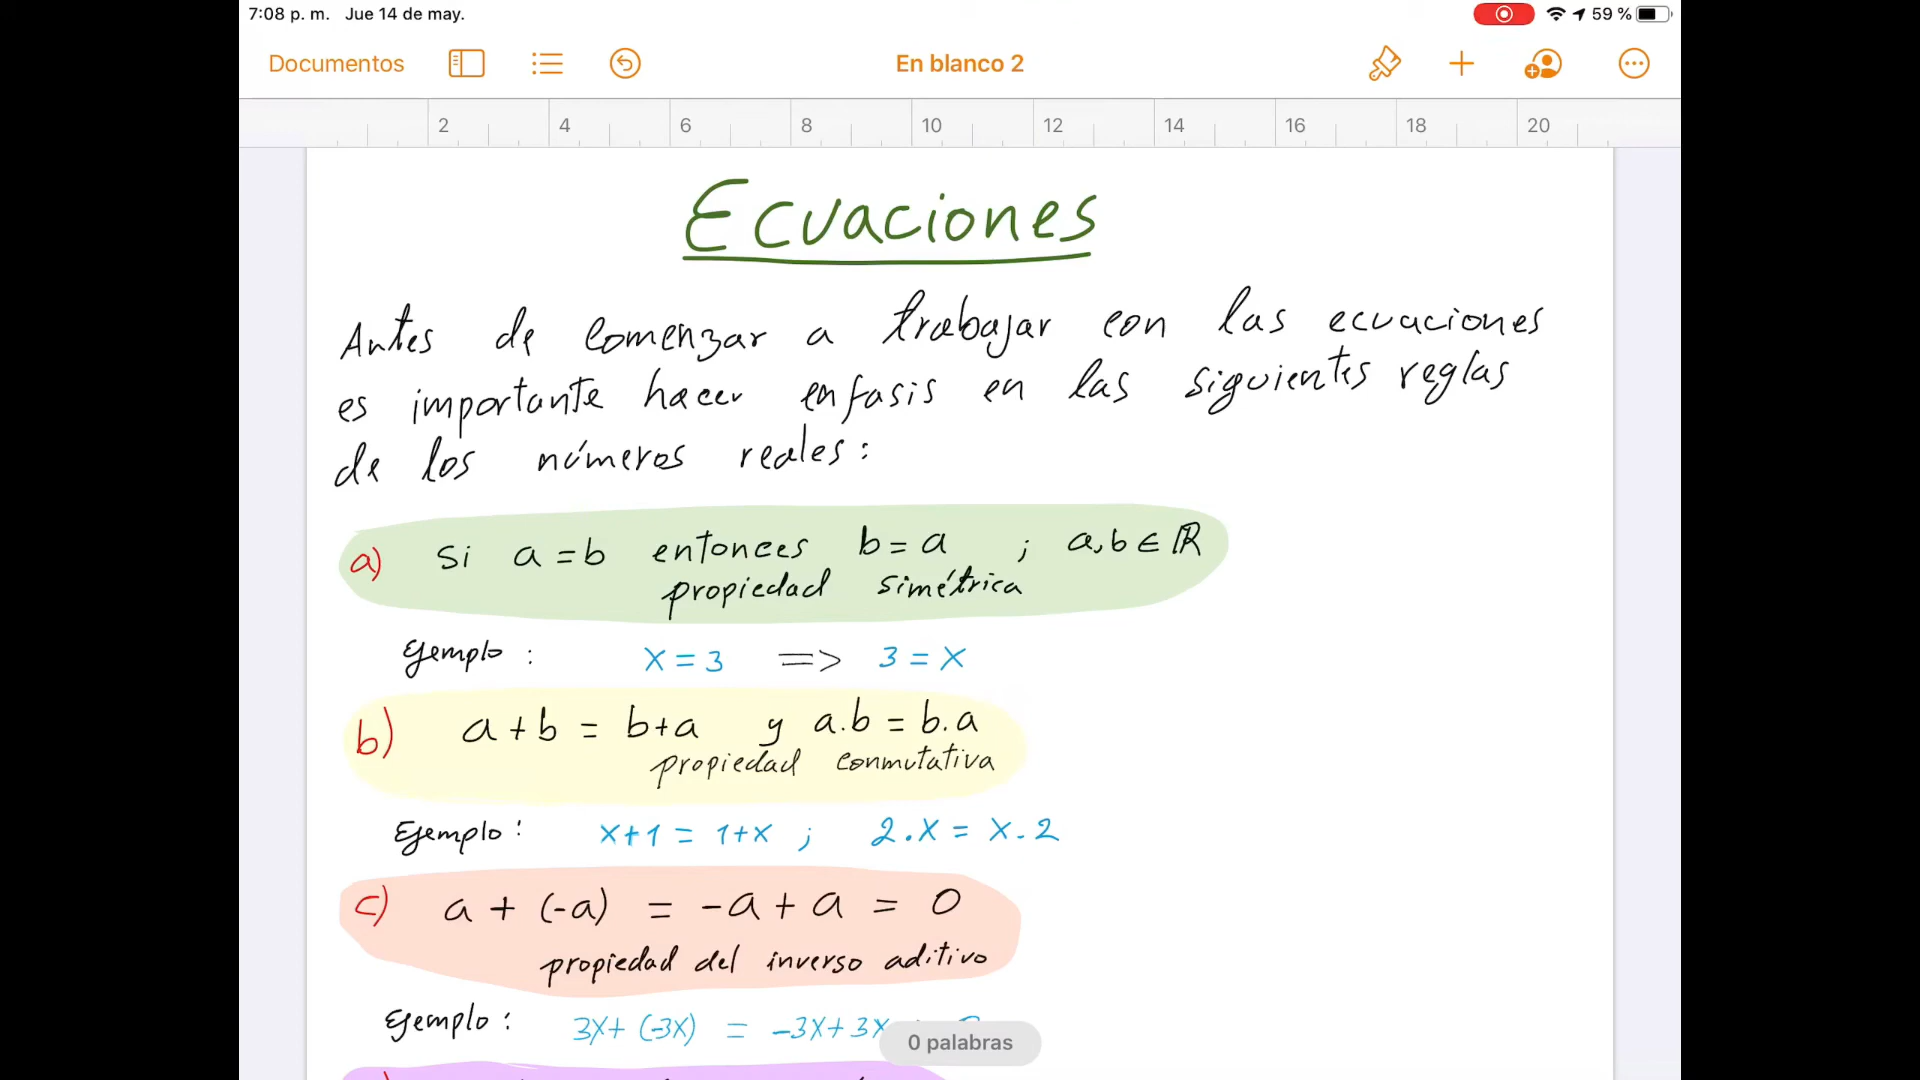 7:08 p. m. Jue 14 de may.
59 %
Documentos
En blanco 2
2 4 6 8 10 12 14 16 18 20
Ecuaciones
Antes de comenzar a trabajar con las ecuaciones
es importante hacer enfasis en las siguientes reglas
de los números reales:
a) Si a = b entonces b = a ; a, b ∈ ℝ
propiedad simétrica
Ejemplo : x = 3 => 3 = x
b) a + b = b + a y a.b = b.a
propiedad conmutativa
Ejemplo : x+1 = 1+x ; 2.x = x.2
c) a + (-a) = -a + a = 0
propiedad del inverso aditivo
Ejemplo : 3x+ (-3x) = -3x+3x
0 palabras